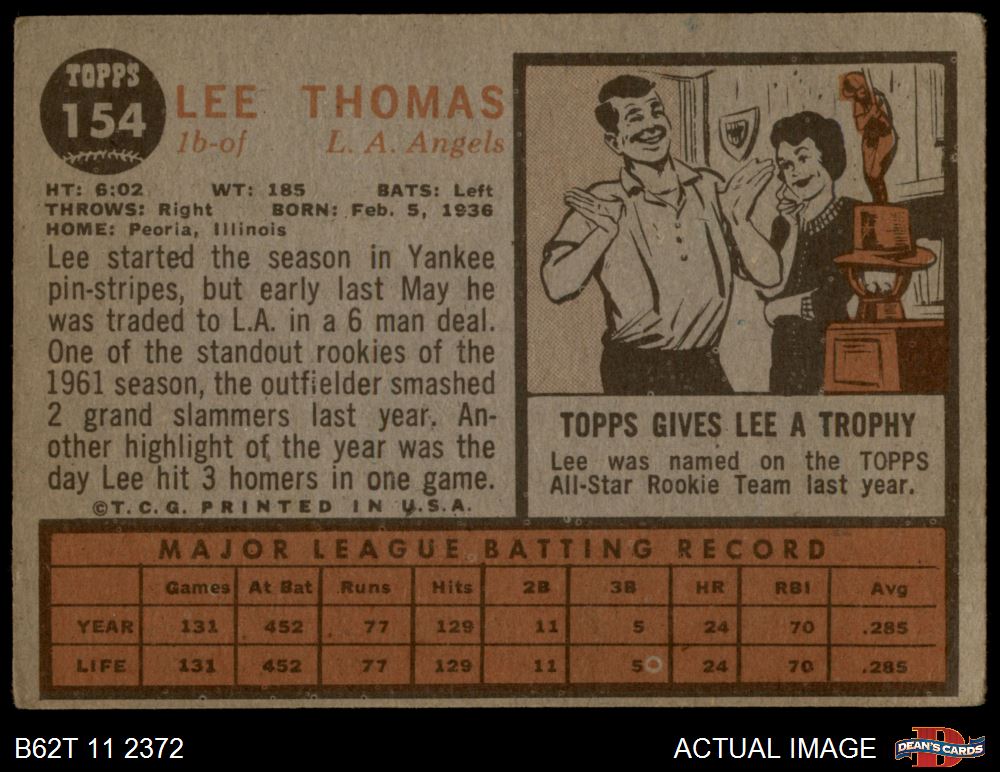 TOPPS
154
LEE THOMAS
1b-of L. A. Angels
HT: 6:02 WT: 185 BATS: Left
THROWS: Right BORN: Feb. 5, 1936
HOME: Peoria, Illinois
Lee started the season in Yankee
pin-stripes, but early last May he
was traded to L.A. in a 6 man deal.
One of the standout rookies of the
1961 season, the outfielder smashed
2 grand slammers last year. An-
other highlight of the year was the
day Lee hit 3 homers in one game.
©T.C.G. PRINTED IN U.S.A.
TOPPS GIVES LEE A TROPHY
Lee was named on the TOPPS
All-Star Rookie Team last year.
MAJOR LEAGUE BATTING RECORD
Games At Bat Runs Hits 2B 3B HR RBI Avg
YEAR 131 452 77 129 11 5 24 70 .285
LIFE 131 452 77 129 11 5 24 70 .285
B62T 11 2372
ACTUAL IMAGE
D
DEAN'S CARDS